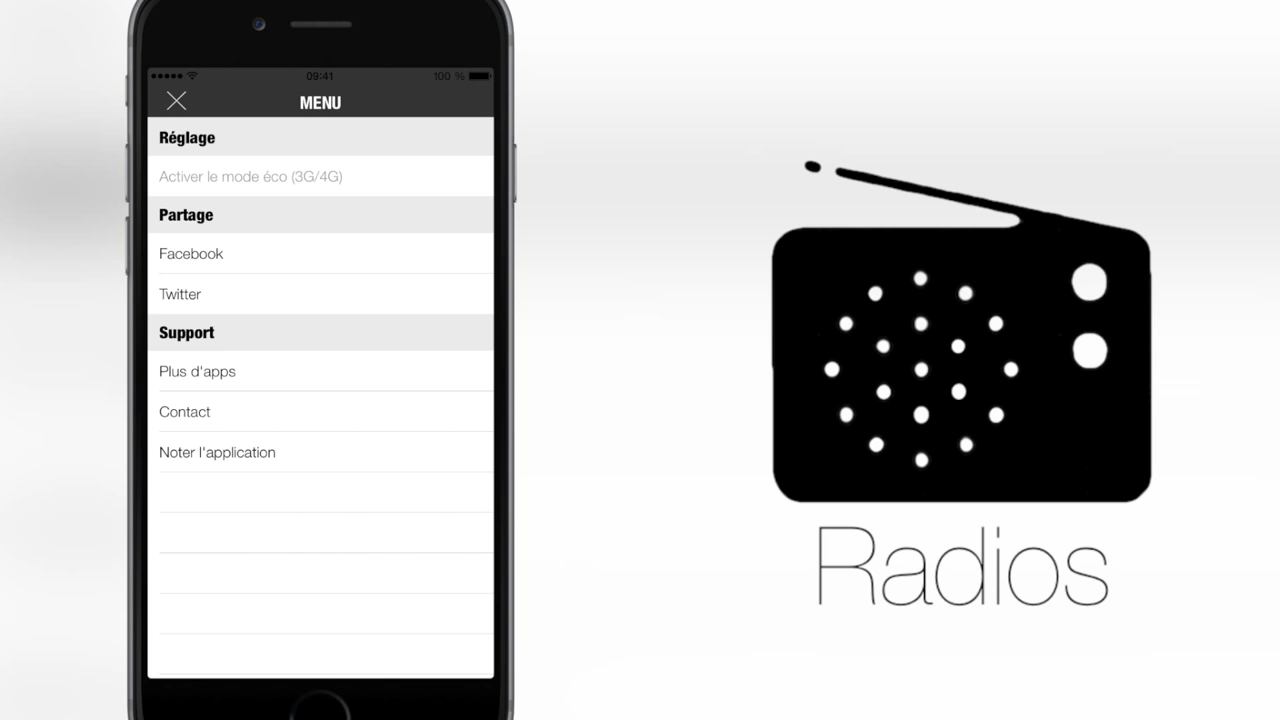 09:41
100 %
MENU
Réglage
Activer le mode éco (3G/4G)
Partage
Facebook
Twitter
Support
Plus d'apps
Contact
Noter l'application
Radios